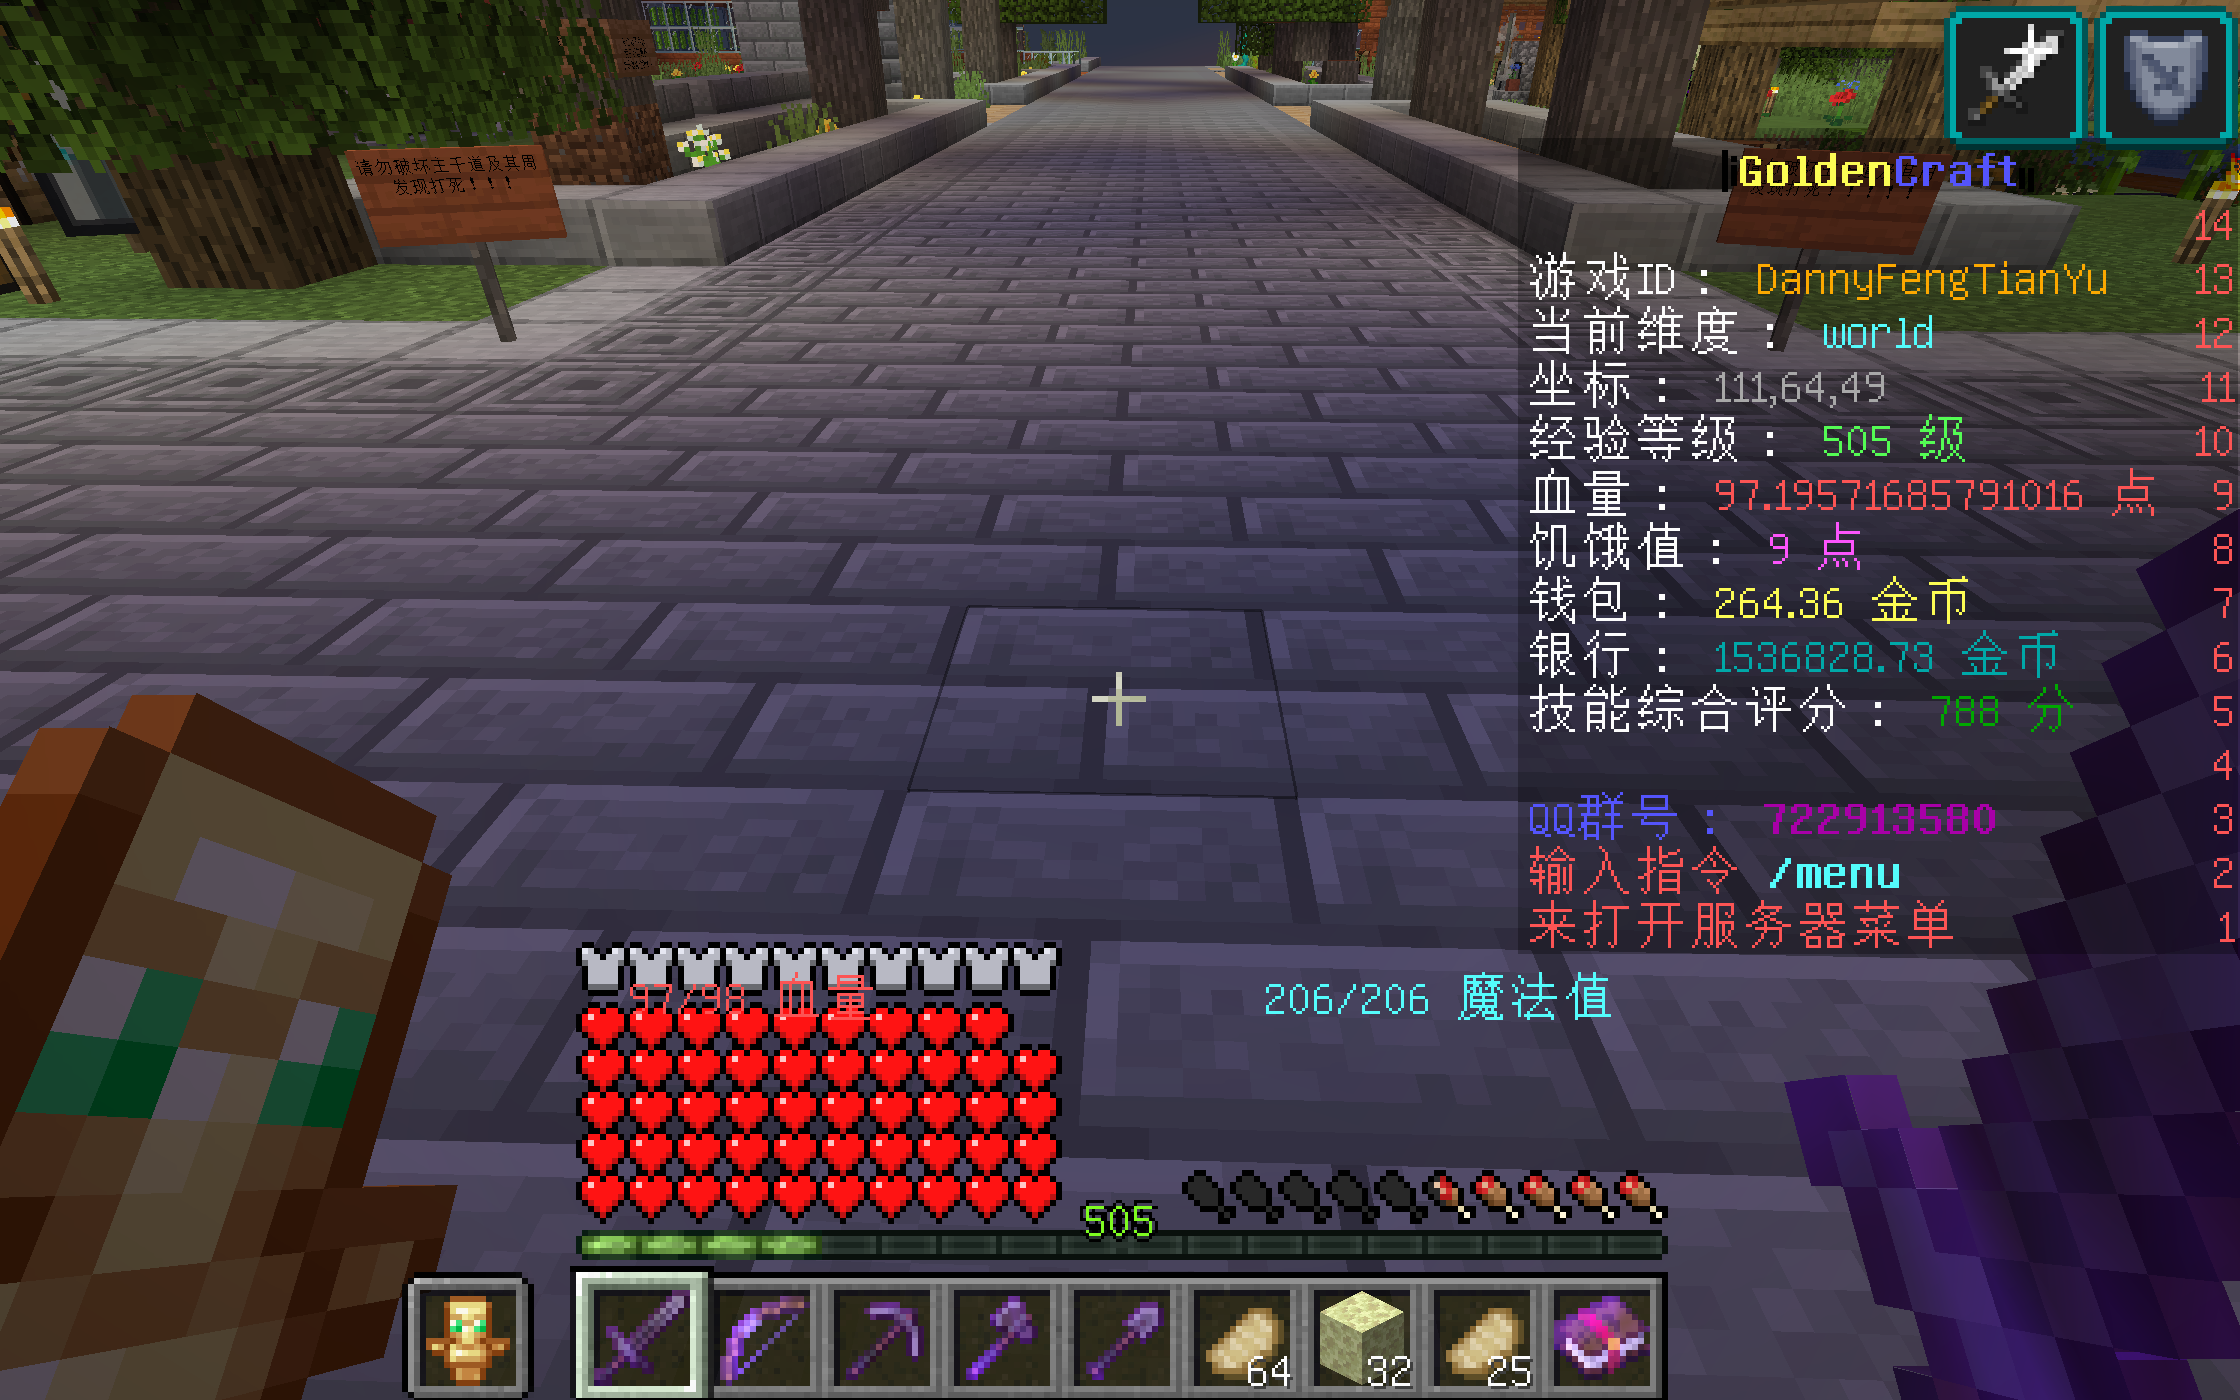 请勿破坏主干道及其周
发现打死！！！
GoldenCraft
14
游戏ID： DannyFengTianYu 13
当前维度： world 12
坐标： 111,64,49 11
经验等级： 505 级 10
血量： 97.19571685791016 点 9
饥饿值： 9 点 8
钱包： 264.36 金币 7
银行： 1536828.73 金币 6
技能综合评分： 788 分 5
4
QQ群号： 722913580 3
输入指令 /menu 2
来打开服务器菜单 1
97/98 血量
206/206 魔法值
505
64
32
25